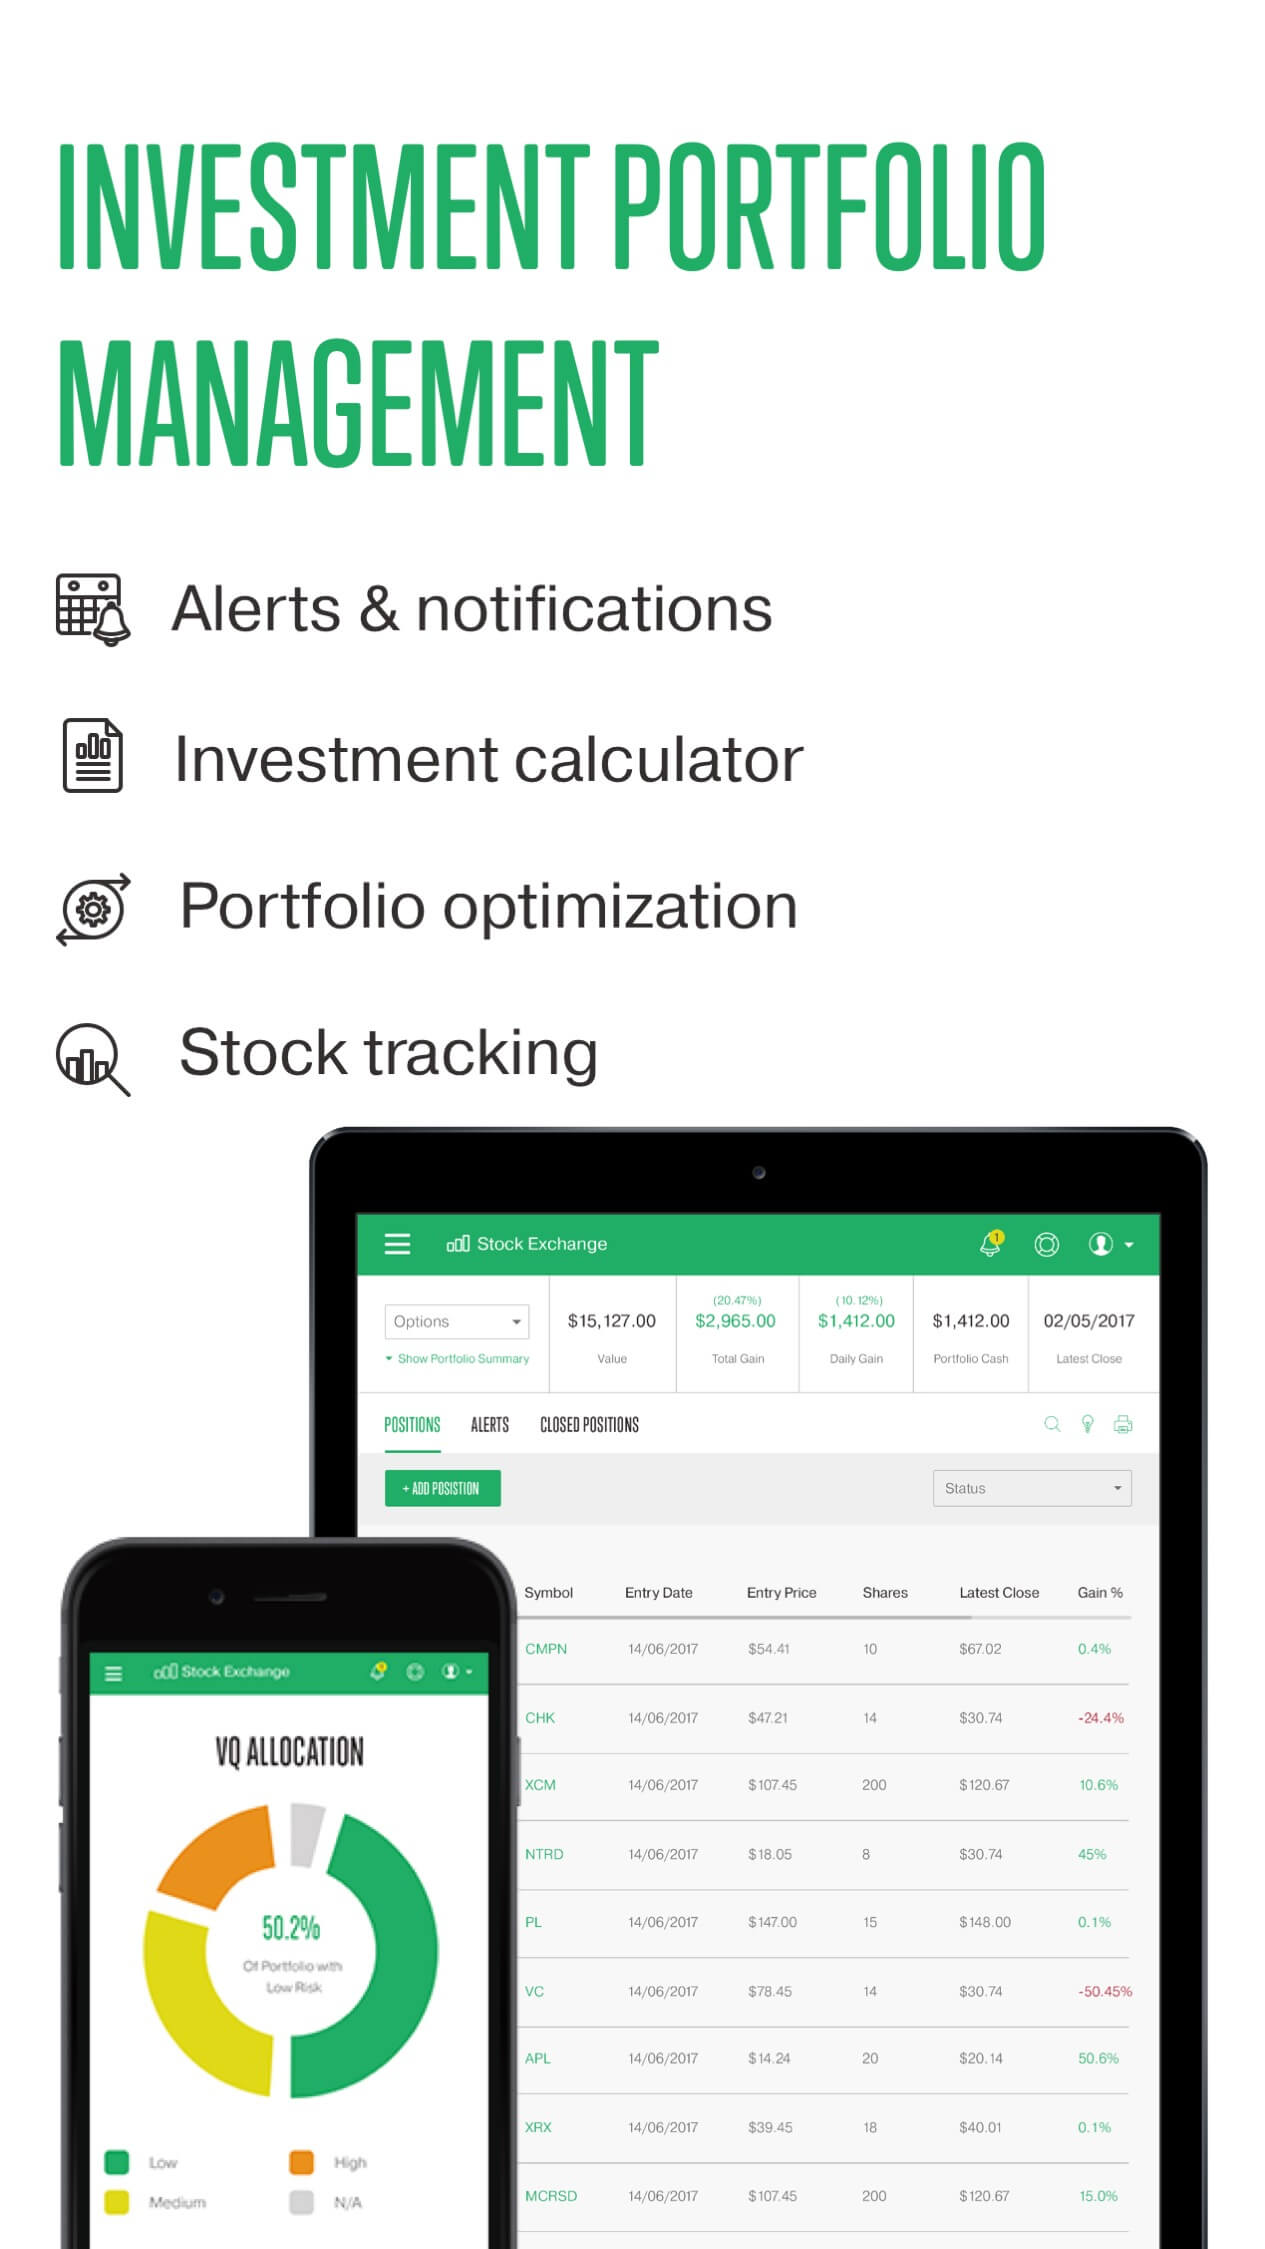 INVESTMENT PORTFOLIO
MANAGEMENT
Alerts & notifications
Investment calculator
Portfolio optimization
Stock tracking
Stock Exchange
1
Options
Show Portfolio Summary
$15,127.00
Value
(20.47%)
$2,965.00
Total Gain
(10.12%)
$1,412.00
Daily Gain
$1,412.00
Portfolio Cash
02/05/2017
Latest Close
POSITIONS ALERTS CLOSED POSITIONS
+ ADD POSISTION
Status
Symbol Entry Date Entry Price Shares Latest Close Gain %
CMPN 14/06/2017 $54.41 10 $67.02 0.4%
CHK 14/06/2017 $47.21 14 $30.74 -24.4%
XCM 14/06/2017 $107.45 200 $120.67 10.6%
NTRD 14/06/2017 $18.05 8 $30.74 45%
PL 14/06/2017 $147.00 15 $148.00 0.1%
VC 14/06/2017 $78.45 14 $30.74 -50.45%
APL 14/06/2017 $14.24 20 $20.14 50.6%
XRX 14/06/2017 $39.45 18 $40.01 0.1%
MCRSD 14/06/2017 $107.45 200 $120.67 15.0%
Stock Exchange
VQ ALLOCATION
50.2%
Of Portfolio with
Low Risk
Low High
Medium N/A